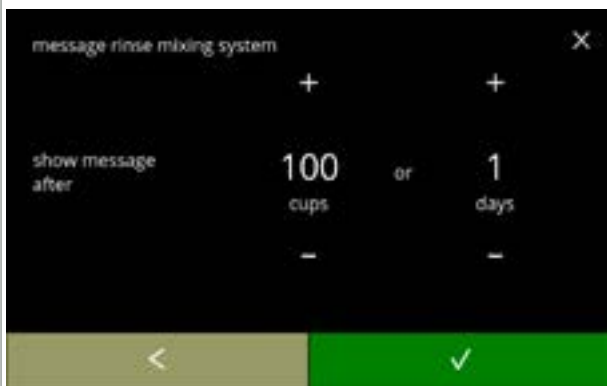 message rinse mixing system
×
+ +
show message
after
100 or 1
cups days
- -
< ✓